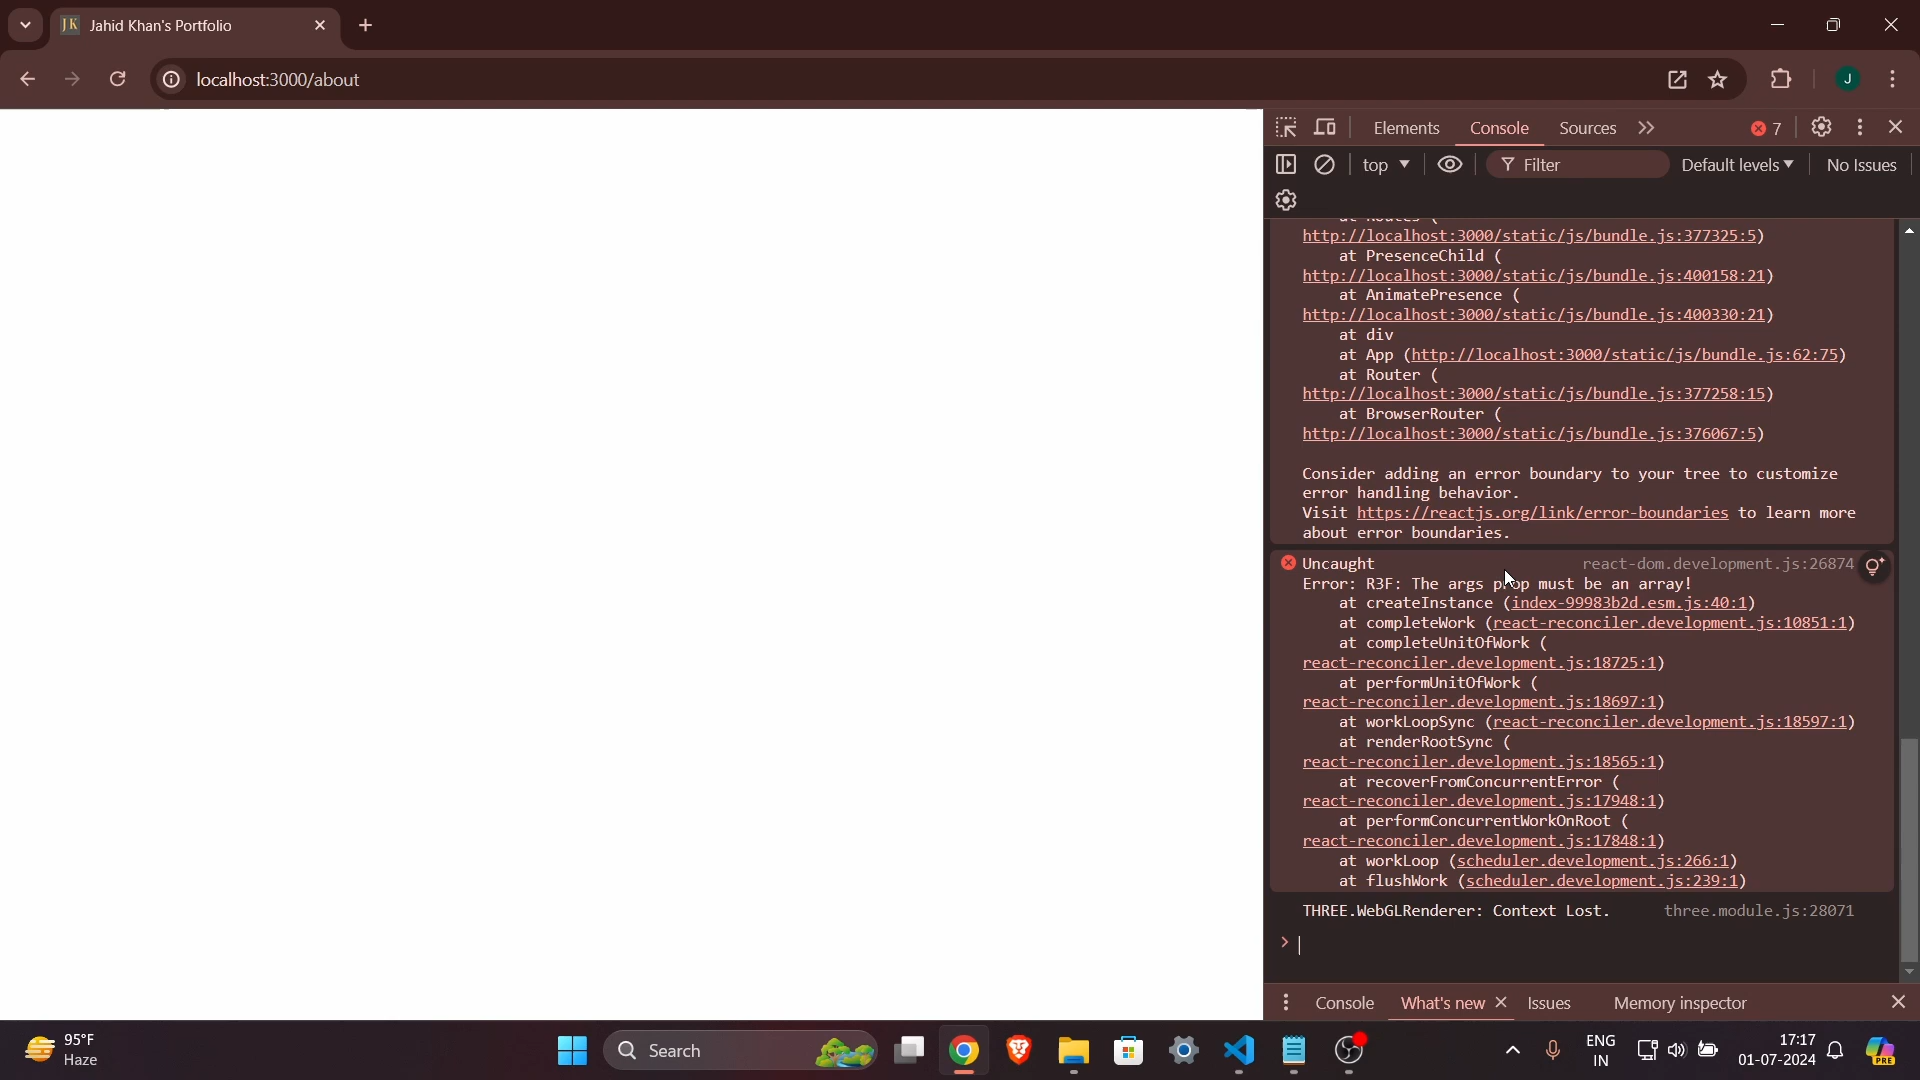 JK Jahid Khan's Portfolio
localhost:3000/about
J
Elements Console Sources 7
top Filter Default levels No Issues
http://localhost:3000/static/js/bundle.js:377325:5)
at PresenceChild (
http://localhost:3000/static/js/bundle.js:400158:21)
at AnimatePresence (
http://localhost:3000/static/js/bundle.js:400330:21)
at div
at App (http://localhost:3000/static/js/bundle.js:62:75)
at Router (
http://localhost:3000/static/js/bundle.js:377258:15)
at BrowserRouter (
http://localhost:3000/static/js/bundle.js:376067:5)
Consider adding an error boundary to your tree to customize
error handling behavior.
Visit https://reactjs.org/link/error-boundaries to learn more
about error boundaries.
Uncaught react-dom.development.js:26874
Error: R3F: The args prop must be an array!
at createInstance (index-99983b2d.esm.js:40:1)
at completeWork (react-reconciler.development.js:10851:1)
at completeUnitOfWork (
react-reconciler.development.js:18725:1)
at performUnitOfWork (
react-reconciler.development.js:18697:1)
at workLoopSync (react-reconciler.development.js:18597:1)
at renderRootSync (
react-reconciler.development.js:18565:1)
at recoverFromConcurrentError (
react-reconciler.development.js:17948:1)
at performConcurrentWorkOnRoot (
react-reconciler.development.js:17848:1)
at workLoop (scheduler.development.js:266:1)
at flushWork (scheduler.development.js:239:1)
THREE.WebGLRenderer: Context Lost. three.module.js:28071
>
Console What's new Issues Memory inspector
95°F
Haze
Search
ENG
IN
17:17
01-07-2024
PRE